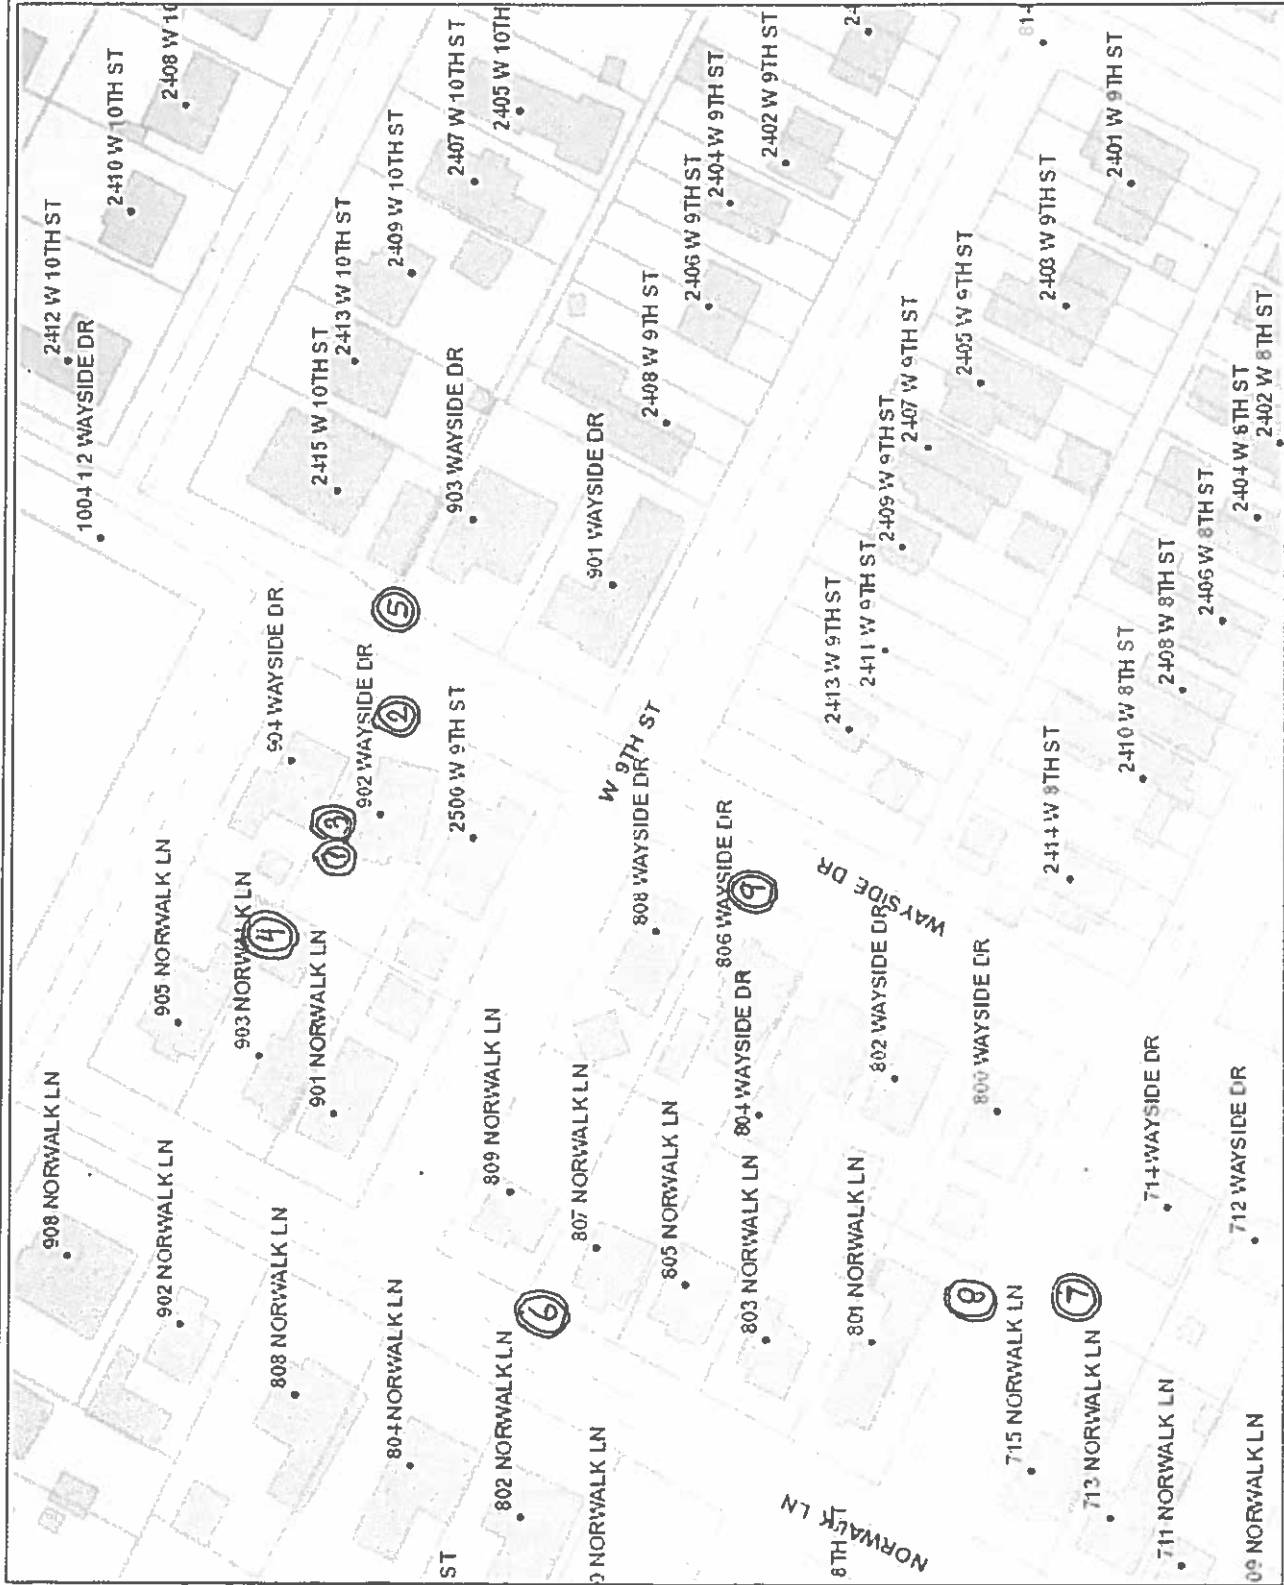 908 NORWALK LN
1004 1/2 WAYSIDE DR
2412 W 10TH ST
2410 W 10TH ST
2408 W 10
902 NORWALK LN
905 NORWALK LN
903 NORWALK LN
4
904 WAYSIDE DR
808 NORWALK LN
901 NORWALK LN
1
3
902 WAYSIDE DR
2
5
2415 W 10TH ST
2413 W 10TH ST
2409 W 10TH ST
804 NORWALK LN
2500 W 9TH ST
903 WAYSIDE DR
2407 W 10TH ST
2405 W 10TH
ST
802 NORWALK LN
6
809 NORWALK LN
807 NORWALK LN
901 WAYSIDE DR
0 NORWALK LN
W 9TH ST
808 WAYSIDE DR
2408 W 9TH ST
2406 W 9TH ST
2404 W 9TH ST
2402 W 9TH ST
805 NORWALK LN
806 WAYSIDE DR
9
803 NORWALK LN
804 WAYSIDE DR
WAYSIDE DR
2413 W 9TH ST
2411 W 9TH ST
2409 W 9TH ST
2407 W 9TH ST
2405 W 9TH ST
24
NORWALK LN
8TH
801 NORWALK LN
802 WAYSIDE DR
800 WAYSIDE DR
8
715 NORWALK LN
2414 W 8TH ST
2403 W 9TH ST
2401 W 9TH ST
814
7
713 NORWALK LN
2410 W 8TH ST
2408 W 8TH ST
711 NORWALK LN
714 WAYSIDE DR
2406 W 8TH ST
2404 W 8TH ST
2402 W 8TH ST
712 WAYSIDE DR
09 NORWALK LN